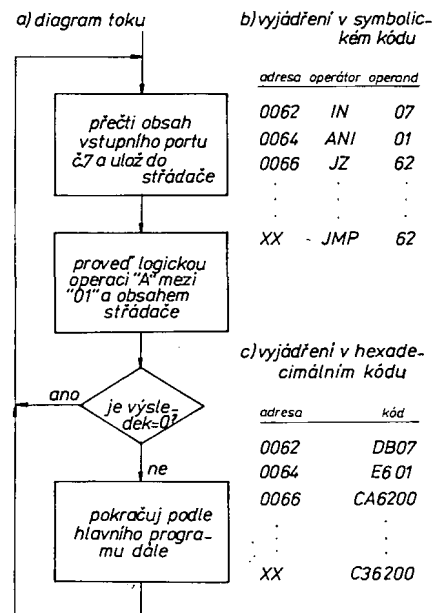 a) diagram toku
přečti obsah
vstupního portu
č.7 a ulož do
střádače
proveď logickou
operaci "A" mezi
"01" a obsahem
střádače
ano
je výsle-
dek=0?
ne
pokračuj podle
hlavního progra-
mu dále
b) vyjádření v symbolic-
kém kódu
adresa operátor operand
0062 IN 07
0064 ANI 01
0066 JZ 62
. . .
. . .
XX JMP 62
c) vyjádření v hexade-
cimálním kódu
adresa kód
0062 DB07
0064 E601
0066 CA6200
. .
. .
XX C36200